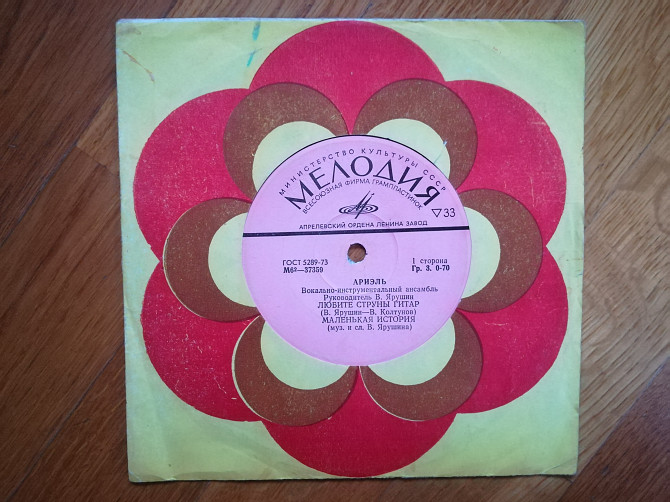 МИНИСТЕРСТВО КУЛЬТУРЫ СССР
МЕЛОДИЯ
ВСЕСОЮЗНАЯ ФИРМА ГРАМПЛАСТИНОК
▽33
АПРЕЛЕВСКИЙ ОРДЕНА ЛЕНИНА ЗАВОД
ГОСТ 5289-73
М62—37359
1 сторона
Гр. 3. 0-70
АРИЭЛЬ
Вокально-инструментальный ансамбль
Руководитель В. Ярушин
ЛЮБИТЕ СТРУНЫ ГИТАР
(В. Ярушин—В. Колтунов)
МАЛЕНЬКАЯ ИСТОРИЯ
(муз. и сл. В. Ярушина)